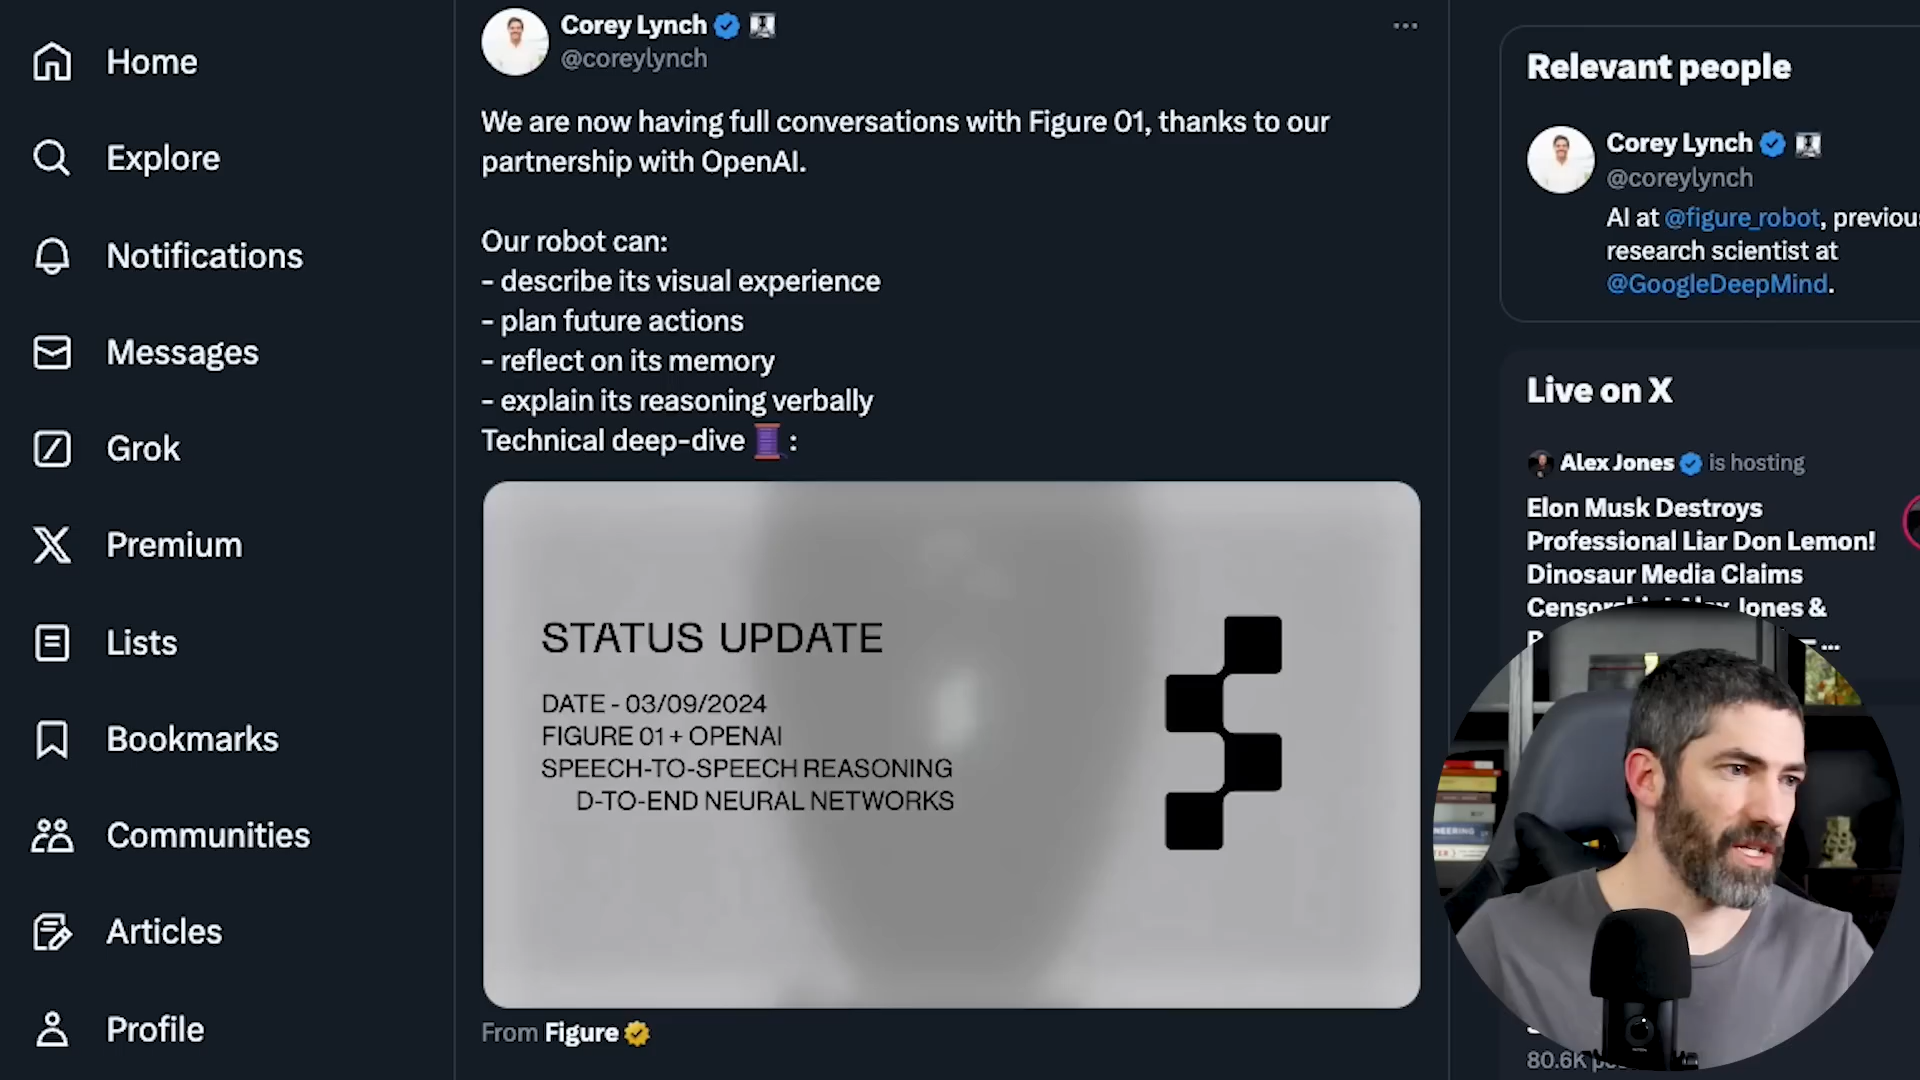 Home
Explore
Notifications
Messages
Grok
Premium
Lists
Bookmarks
Communities
Articles
Profile
Corey Lynch
@coreylynch
We are now having full conversations with Figure 01, thanks to our
partnership with OpenAI.
Our robot can:
- describe its visual experience
- plan future actions
- reflect on its memory
- explain its reasoning verbally
Technical deep-dive 🧵:
STATUS UPDATE
DATE - 03/09/2024
FIGURE 01 + OPENAI
SPEECH-TO-SPEECH REASONING
D-TO-END NEURAL NETWORKS
From Figure
Relevant people
Corey Lynch
@coreylynch
AI at @figure_robot, previous
research scientist at
@GoogleDeepMind.
Live on X
Alex Jones is hosting
Elon Musk Destroys
Professional Liar Don Lemon!
Dinosaur Media Claims
Jones &
...
80.6K